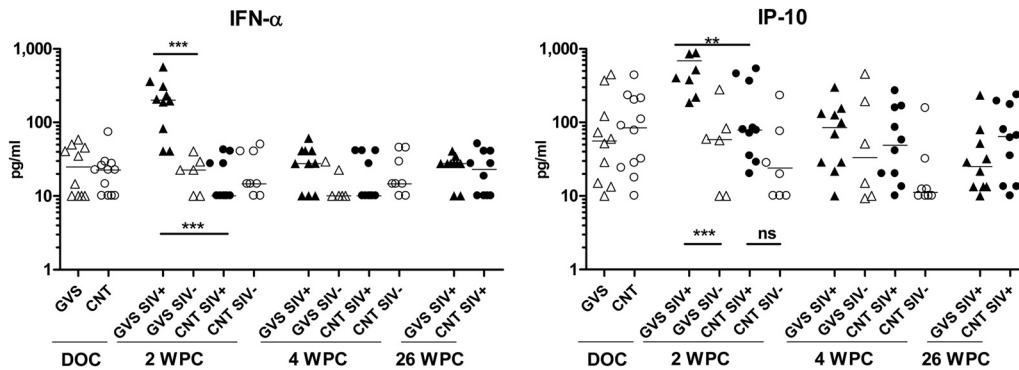 IFN-α
1,000
100
10
1
pg/ml
***
***
GVS
CNT
GVS SIV+
GVS SIV-
CNT SIV+
CNT SIV-
GVS SIV+
GVS SIV-
CNT SIV+
CNT SIV-
GVS SIV+
CNT SIV+
DOC
2 WPC
4 WPC
26 WPC
IP-10
1,000
100
10
1
pg/ml
**
***
ns
GVS
CNT
GVS SIV+
GVS SIV-
CNT SIV+
CNT SIV-
GVS SIV+
GVS SIV-
CNT SIV+
CNT SIV-
GVS SIV+
CNT SIV+
DOC
2 WPC
4 WPC
26 WPC